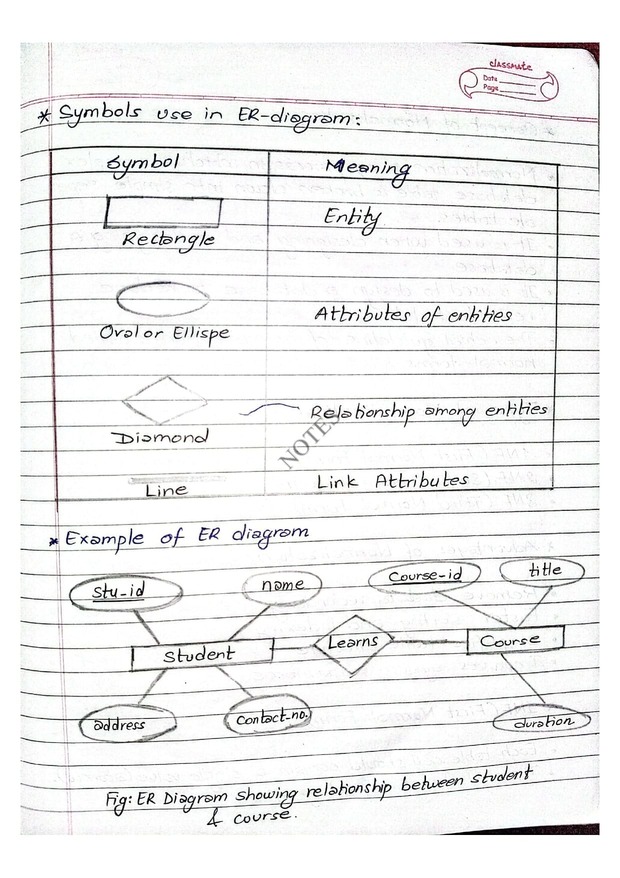 classmate
Date
Page
* Symbols use in ER-diagram:
Symbol Meaning
Rectangle Entity
Oval or Ellispe Attributes of entities
Diamond Relationship among entities
Line Link Attributes
NOTES
* Example of ER diagram
Stu-id name Course-id title
Student Learns Course
address Contact-no. duration
Fig: ER Diagram showing relationship between student
& course.